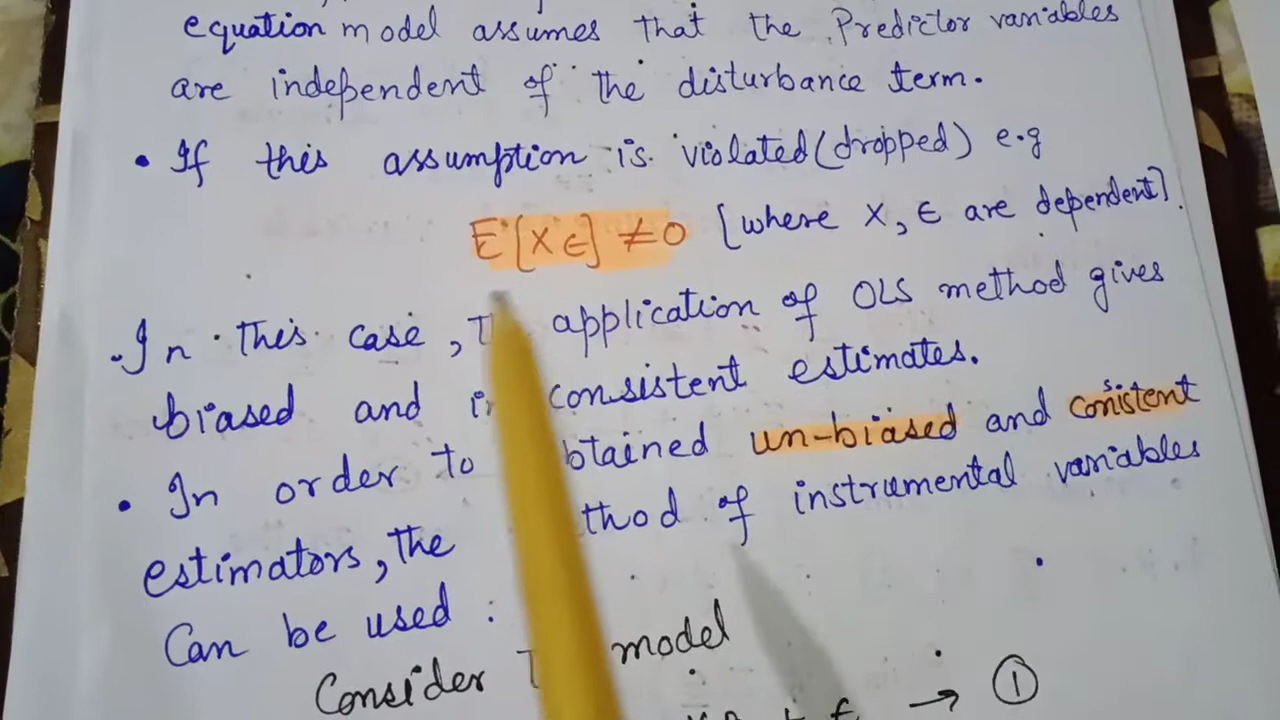 equation model assumes that the Predictor variables
are independent of the disturbance term.
• If this assumption is violated (dropped) e.g
E[X ϵ] ≠ 0 [where X, ϵ are dependent].
• In this case, application of OLS method gives
biased and consistent estimates.
• In order to btained un-biased and conistent
estimators, the thod of instrumental variables
Can be used :
Consider model
→ ①